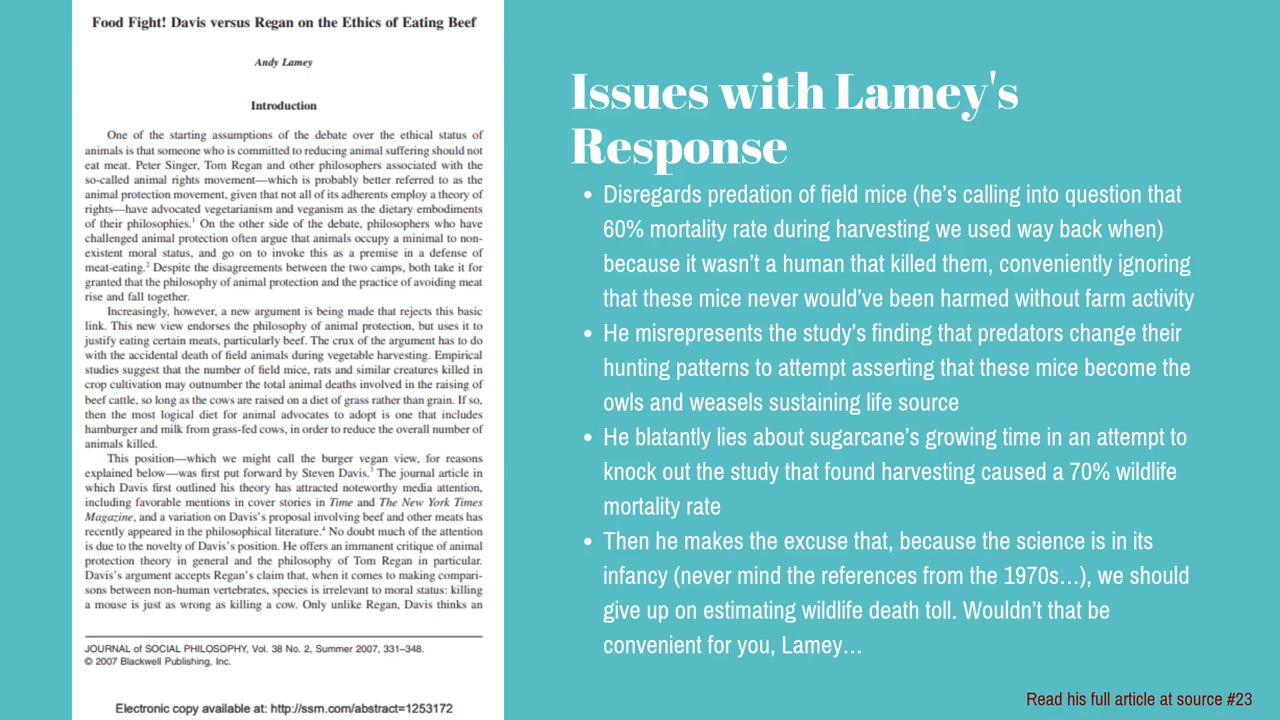 Food Fight! Davis versus Regan on the Ethics of Eating Beef
Andy Lamey
Introduction
One of the starting assumptions of the debate over the ethical status of
animals is that someone who is committed to reducing animal suffering should not
eat meat. Peter Singer, Tom Regan and other philosophers associated with the
so-called animal rights movement—which is probably better referred to as the
animal protection movement, given that not all of its adherents employ a theory of
rights—have advocated vegetarianism and veganism as the dietary embodiments
of their philosophies.¹ On the other side of the debate, philosophers who have
challenged animal protection often argue that animals occupy a minimal to non-
existent moral status, and go on to invoke this as a premise in a defense of
meat-eating.² Despite the disagreements between the two camps, both take it for
granted that the philosophy of animal protection and the practice of avoiding meat
rise and fall together.
Increasingly, however, a new argument is being made that rejects this basic
link. This new view endorses the philosophy of animal protection, but uses it to
justify eating certain meats, particularly beef. The crux of the argument has to do
with the accidental death of field animals during vegetable harvesting. Empirical
studies suggest that the number of field mice, rats and similar creatures killed in
crop cultivation may outnumber the total animal deaths involved in the raising of
beef cattle, so long as the cows are raised on a diet of grass rather than grain. If so,
then the most logical diet for animal advocates to adopt is one that includes
hamburger and milk from grass-fed cows, in order to reduce the overall number of
animals killed.
This position—which we might call the burger vegan view, for reasons
explained below—was first put forward by Steven Davis.³ The journal article in
which Davis first outlined his theory has attracted noteworthy media attention,
including favorable mentions in cover stories in Time and The New York Times
Magazine, and a variation on Davis's proposal involving beef and other meats has
recently appeared in the philosophical literature.⁴ No doubt much of the attention
is due to the novelty of Davis's position. He offers an immanent critique of animal
protection theory in general and the philosophy of Tom Regan in particular.
Davis's argument accepts Regan's claim that, when it comes to making compari-
sons between non-human vertebrates, species is irrelevant to moral status: killing
a mouse is just as wrong as killing a cow. Only unlike Regan, Davis thinks an
JOURNAL of SOCIAL PHILOSOPHY, Vol. 38 No. 2, Summer 2007, 331–348.
© 2007 Blackwell Publishing, Inc.
Electronic copy available at: http://ssrn.com/abstract=1253172
Issues with Lamey's
Response
• Disregards predation of field mice (he's calling into question that
60% mortality rate during harvesting we used way back when)
because it wasn't a human that killed them, conveniently ignoring
that these mice never would've been harmed without farm activity
• He misrepresents the study's finding that predators change their
hunting patterns to attempt asserting that these mice become the
owls and weasels sustaining life source
• He blatantly lies about sugarcane's growing time in an attempt to
knock out the study that found harvesting caused a 70% wildlife
mortality rate
• Then he makes the excuse that, because the science is in its
infancy (never mind the references from the 1970s...), we should
give up on estimating wildlife death toll. Wouldn't that be
convenient for you, Lamey...
Read his full article at source #23